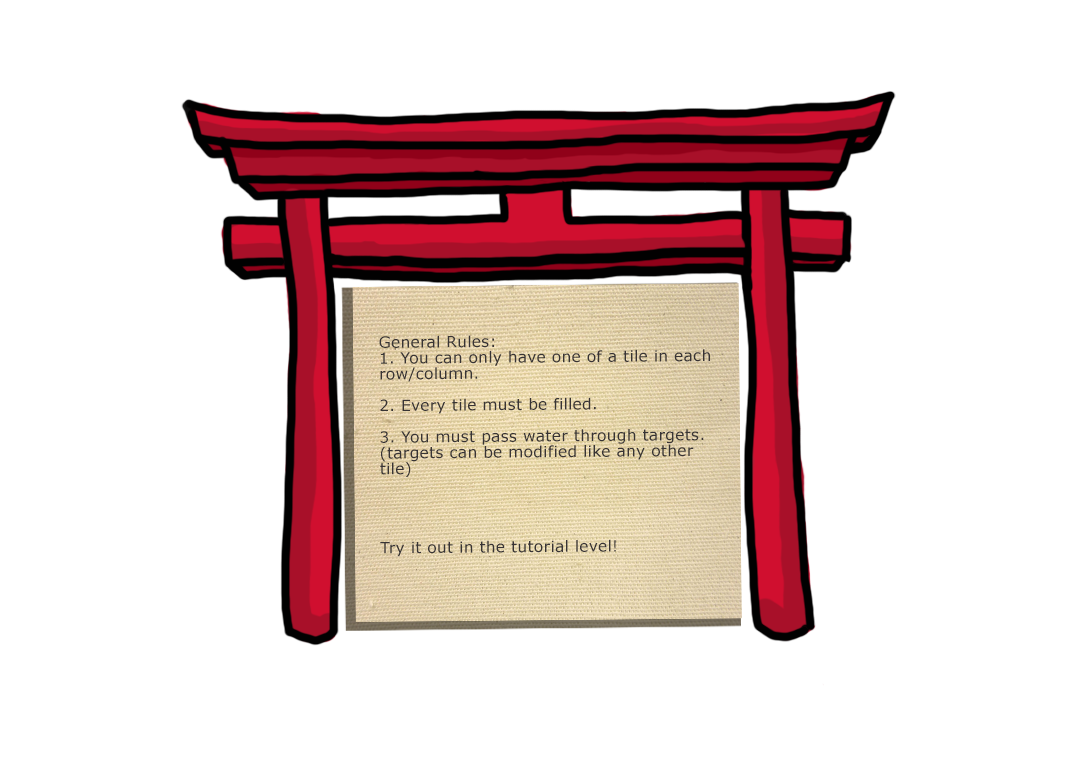 General Rules:
1. You can only have one of a tile in each
row/column.
2. Every tile must be filled.
3. You must pass water through targets.
(targets can be modified like any other
tile)
Try it out in the tutorial level!